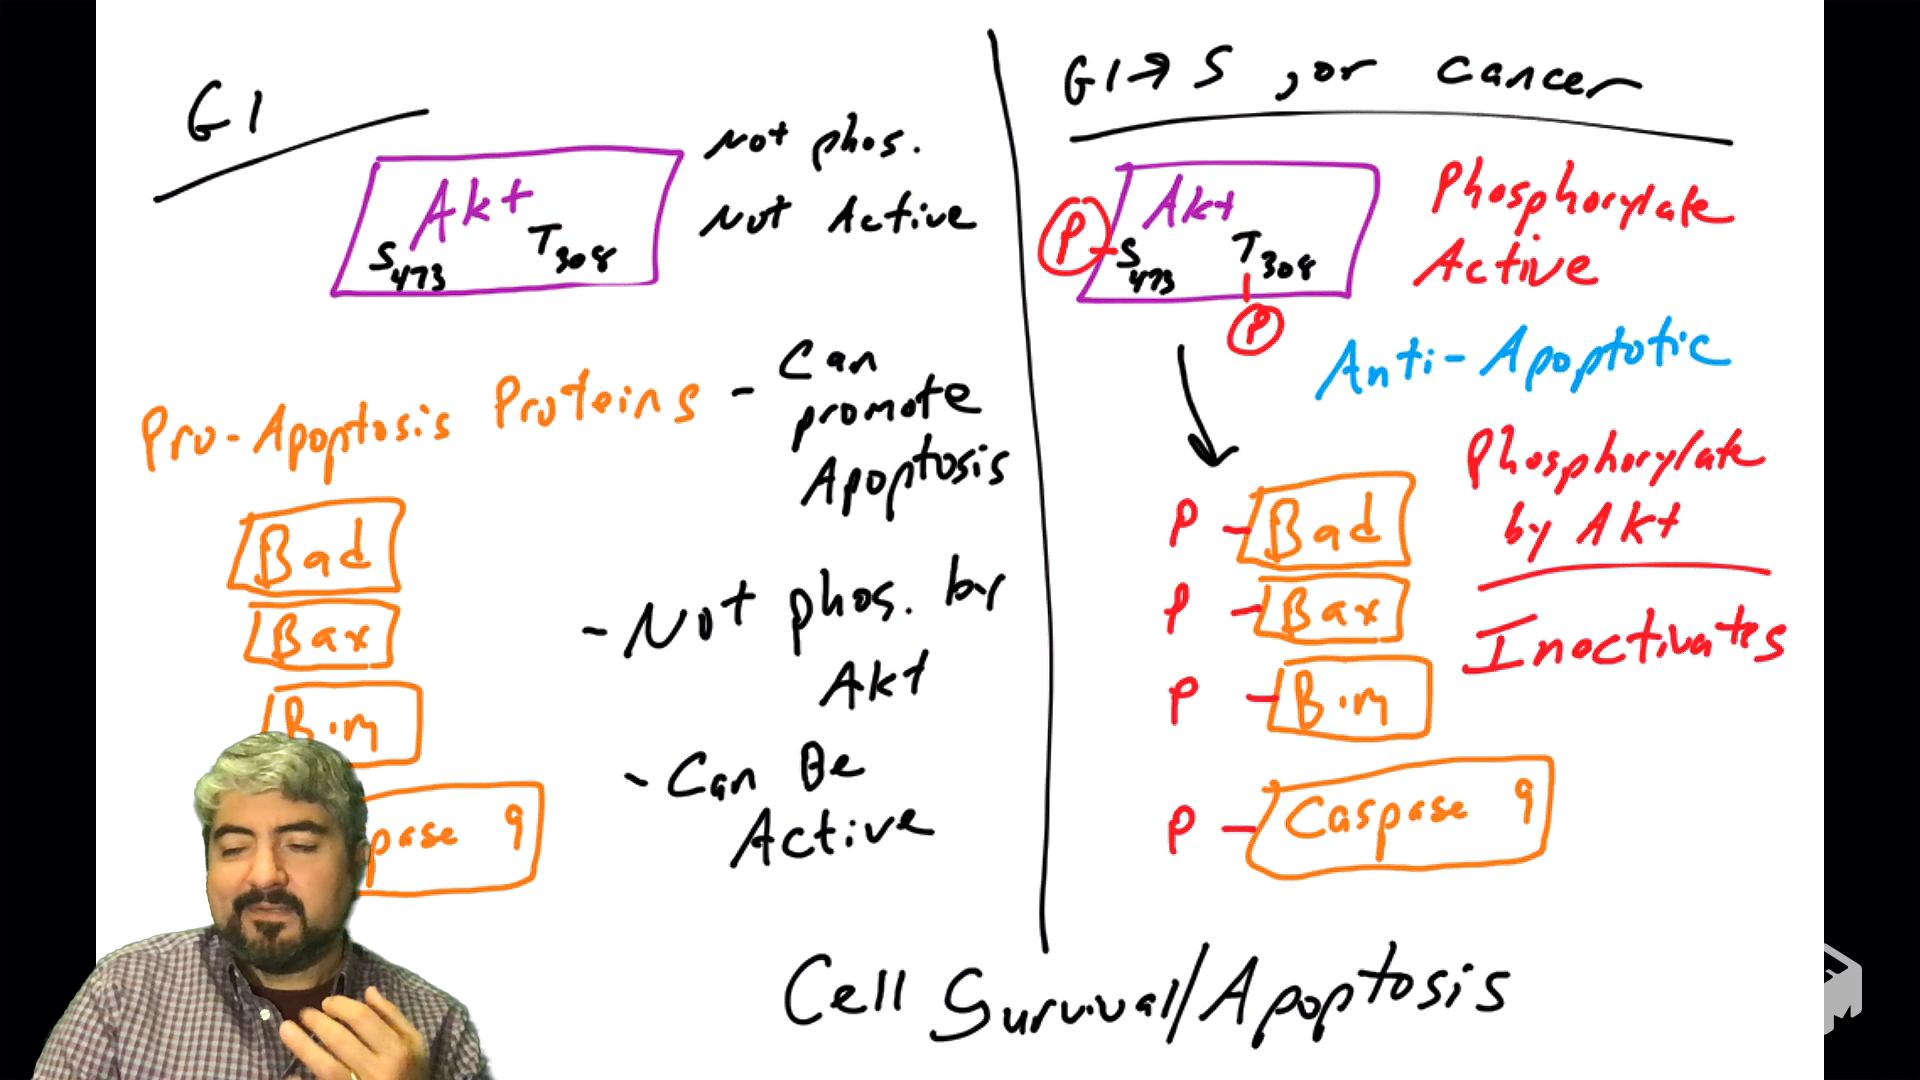 G1
Akt
S473
T308
Not phos.
Not Active
Pro-Apoptosis Proteins
- Can
promote
Apoptosis
Bad
Bax
Bim
pase 9
- Not phos. by
Akt
- Can Be
Active
G1→S, or cancer
P
Akt
S473
T308
P
Phosphorylate
Active
Anti-Apoptotic
Phosphorylate
by Akt
Inactivates
P - Bad
P - Bax
P - Bim
P - Caspase 9
Cell Survival/Apoptosis